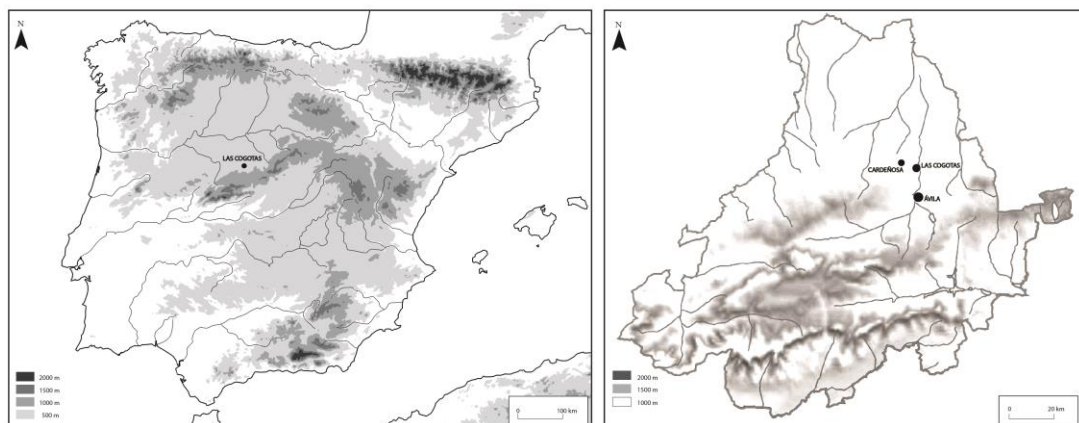 N
LAS COGOTAS
2000 m
1500 m
1000 m
500 m
0 100 km
N
CARDEÑOSA
LAS COGOTAS
ÁVILA
2000 m
1500 m
1000 m
0 20 km